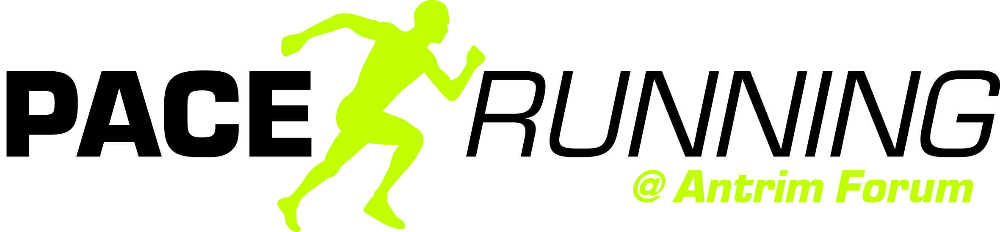 PACE RUNNING
@ Antrim Forum